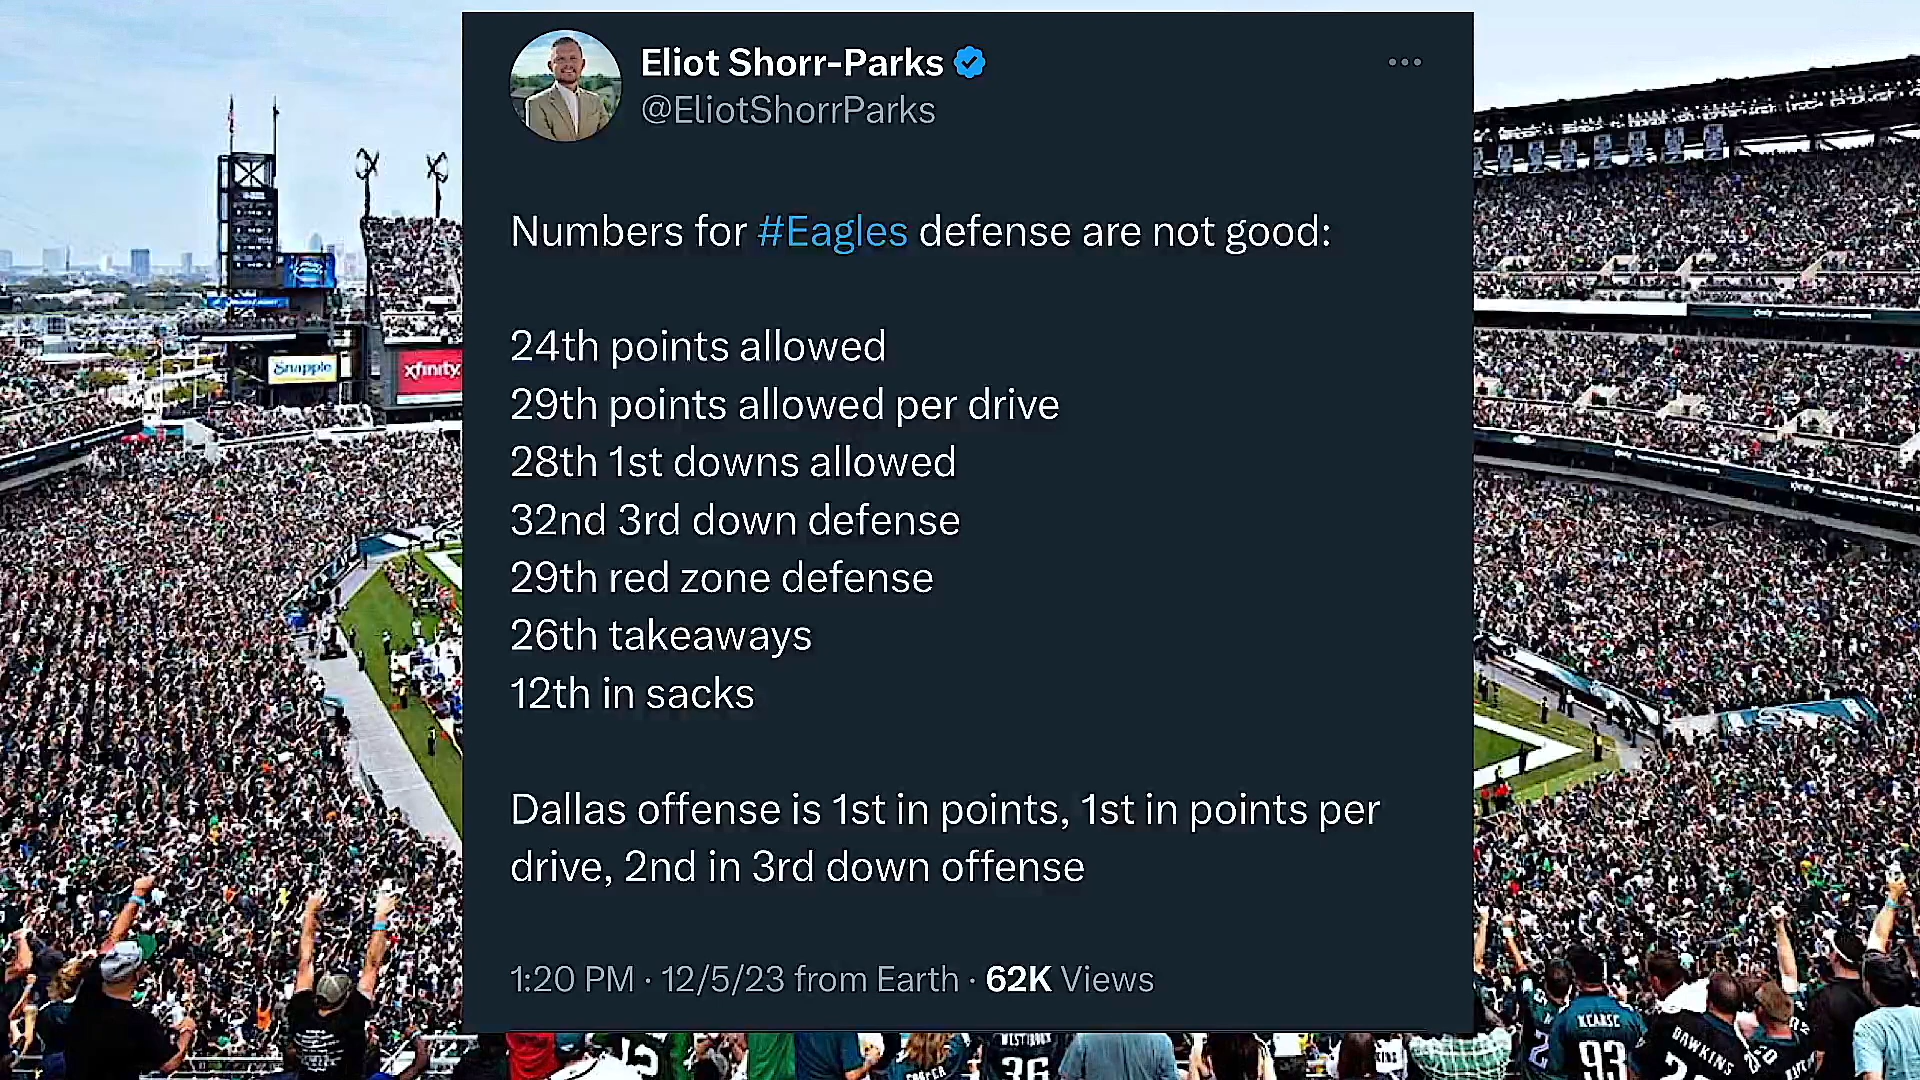 Eliot Shorr-Parks
@EliotShorrParks
Numbers for #Eagles defense are not good:
24th points allowed
29th points allowed per drive
28th 1st downs allowed
32nd 3rd down defense
29th red zone defense
26th takeaways
12th in sacks
Dallas offense is 1st in points, 1st in points per
drive, 2nd in 3rd down offense
1:20 PM · 12/5/23 from Earth · 62K Views
Snapple
xfinity
KEARSE
93
DAWKINS
36